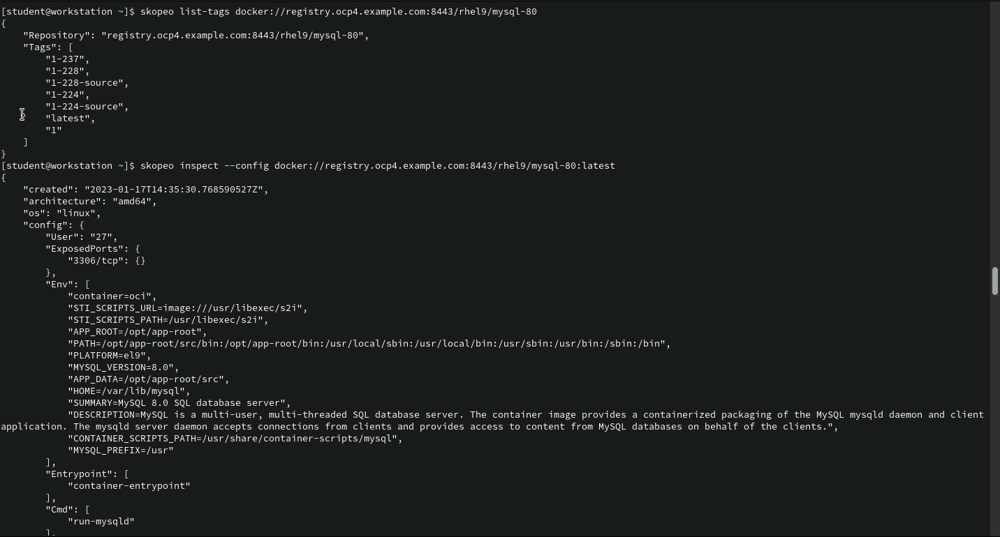 [student@workstation ~]$ skopeo list-tags docker://registry.ocp4.example.com:8443/rhel9/mysql-80
{
    "Repository": "registry.ocp4.example.com:8443/rhel9/mysql-80",
    "Tags": [
        "1-237",
        "1-228",
        "1-228-source",
        "1-224",
        "1-224-source",
        "latest",
        "1"
    ]
}
[student@workstation ~]$ skopeo inspect --config docker://registry.ocp4.example.com:8443/rhel9/mysql-80:latest
{
    "created": "2023-01-17T14:35:30.768590527Z",
    "architecture": "amd64",
    "os": "linux",
    "config": {
        "User": "27",
        "ExposedPorts": {
            "3306/tcp": {}
        },
        "Env": [
            "container=oci",
            "STI_SCRIPTS_URL=image:///usr/libexec/s2i",
            "STI_SCRIPTS_PATH=/usr/libexec/s2i",
            "APP_ROOT=/opt/app-root",
            "PATH=/opt/app-root/src/bin:/opt/app-root/bin:/usr/local/sbin:/usr/local/bin:/usr/sbin:/usr/bin:/sbin:/bin",
            "PLATFORM=el9",
            "MYSQL_VERSION=8.0",
            "APP_DATA=/opt/app-root/src",
            "HOME=/var/lib/mysql",
            "SUMMARY=MySQL 8.0 SQL database server",
            "DESCRIPTION=MySQL is a multi-user, multi-threaded SQL database server. The container image provides a containerized packaging of the MySQL mysqld daemon and client
application. The mysqld server daemon accepts connections from clients and provides access to content from MySQL databases on behalf of the clients.",
            "CONTAINER_SCRIPTS_PATH=/usr/share/container-scripts/mysql",
            "MYSQL_PREFIX=/usr"
        ],
        "Entrypoint": [
            "container-entrypoint"
        ],
        "Cmd": [
            "run-mysqld"
        ],